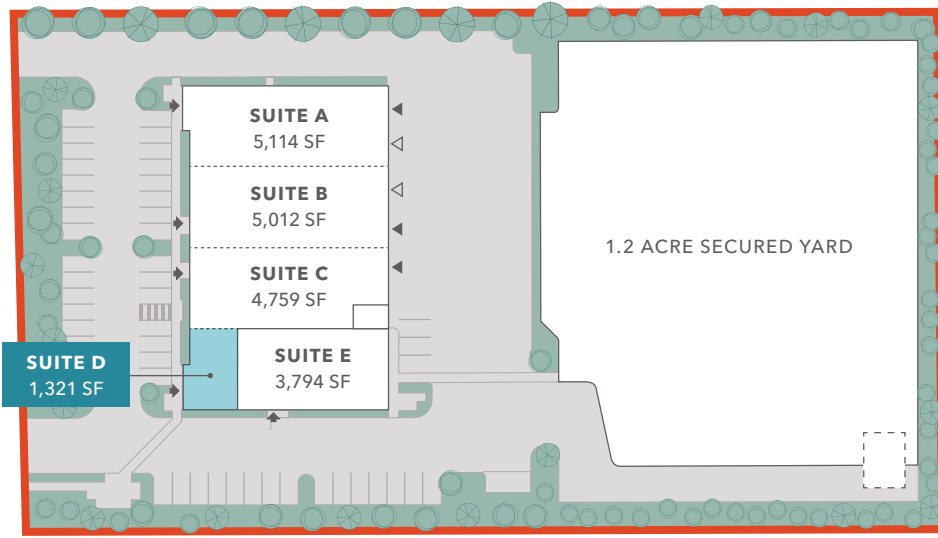 SUITE A
5,114 SF
SUITE B
5,012 SF
1.2 ACRE SECURED YARD
SUITE C
4,759 SF
SUITE D
1,321 SF
SUITE E
3,794 SF